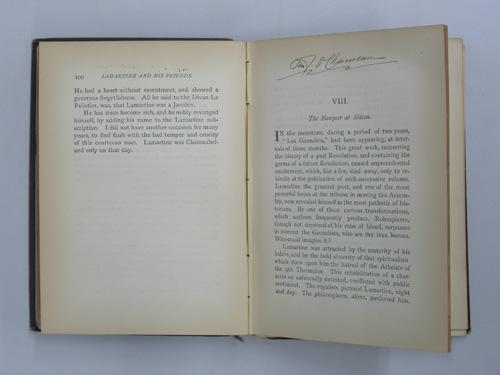 100 LAMARTINE AND HIS FRIENDS.
He had a heart without resentment, and showed a
generous forgetfulness. All he said to the Divan Le
Peletier, was, that Lamartine was a Jacobin.
He has since become rich, and he nobly revenged
himself, by adding his name to the Lamartine sub-
scription. I did not have another occasion for many
years, to find fault with the bad temper and cruelty
of this courteous man. Lamartine was Chateaubri-
and only on that day.
VIII.
The Banquet at Mâcon.
IN the meantime, during a period of two years,
"Les Girondins," had been appearing, at inter-
vals of three months. This great work, resenting
the history of a past Revolution, and containing the
germs of a future Revolution, caused unprecedented
excitement, which, like a fire, died away, only to re-
kindle at the publication of each successive volume.
Lamartine the greatest poet, and one of the most
powerful forces at the tribune in moving the Assem-
bly, now revealed himself as the most pathetic of his-
torians. By one of those curious transformations,
which authors frequently produce, Robespierre,
though not deprived of his robe of blood, surpasses
in interest the Girondists, who are the true heroes.
Who could imagine it?
Lamartine was attracted by the austerity of his
habits, and by the bold sincerity of that spiritualism
which drew upon him the hatred of the Atheists of
the 9th Thermidor. This rehabilitation of a char-
acter so universally detested, conflicted with public
sentiment. The royalists pursued Lamartine, night
and day. The philosophers, alone, pardoned him.